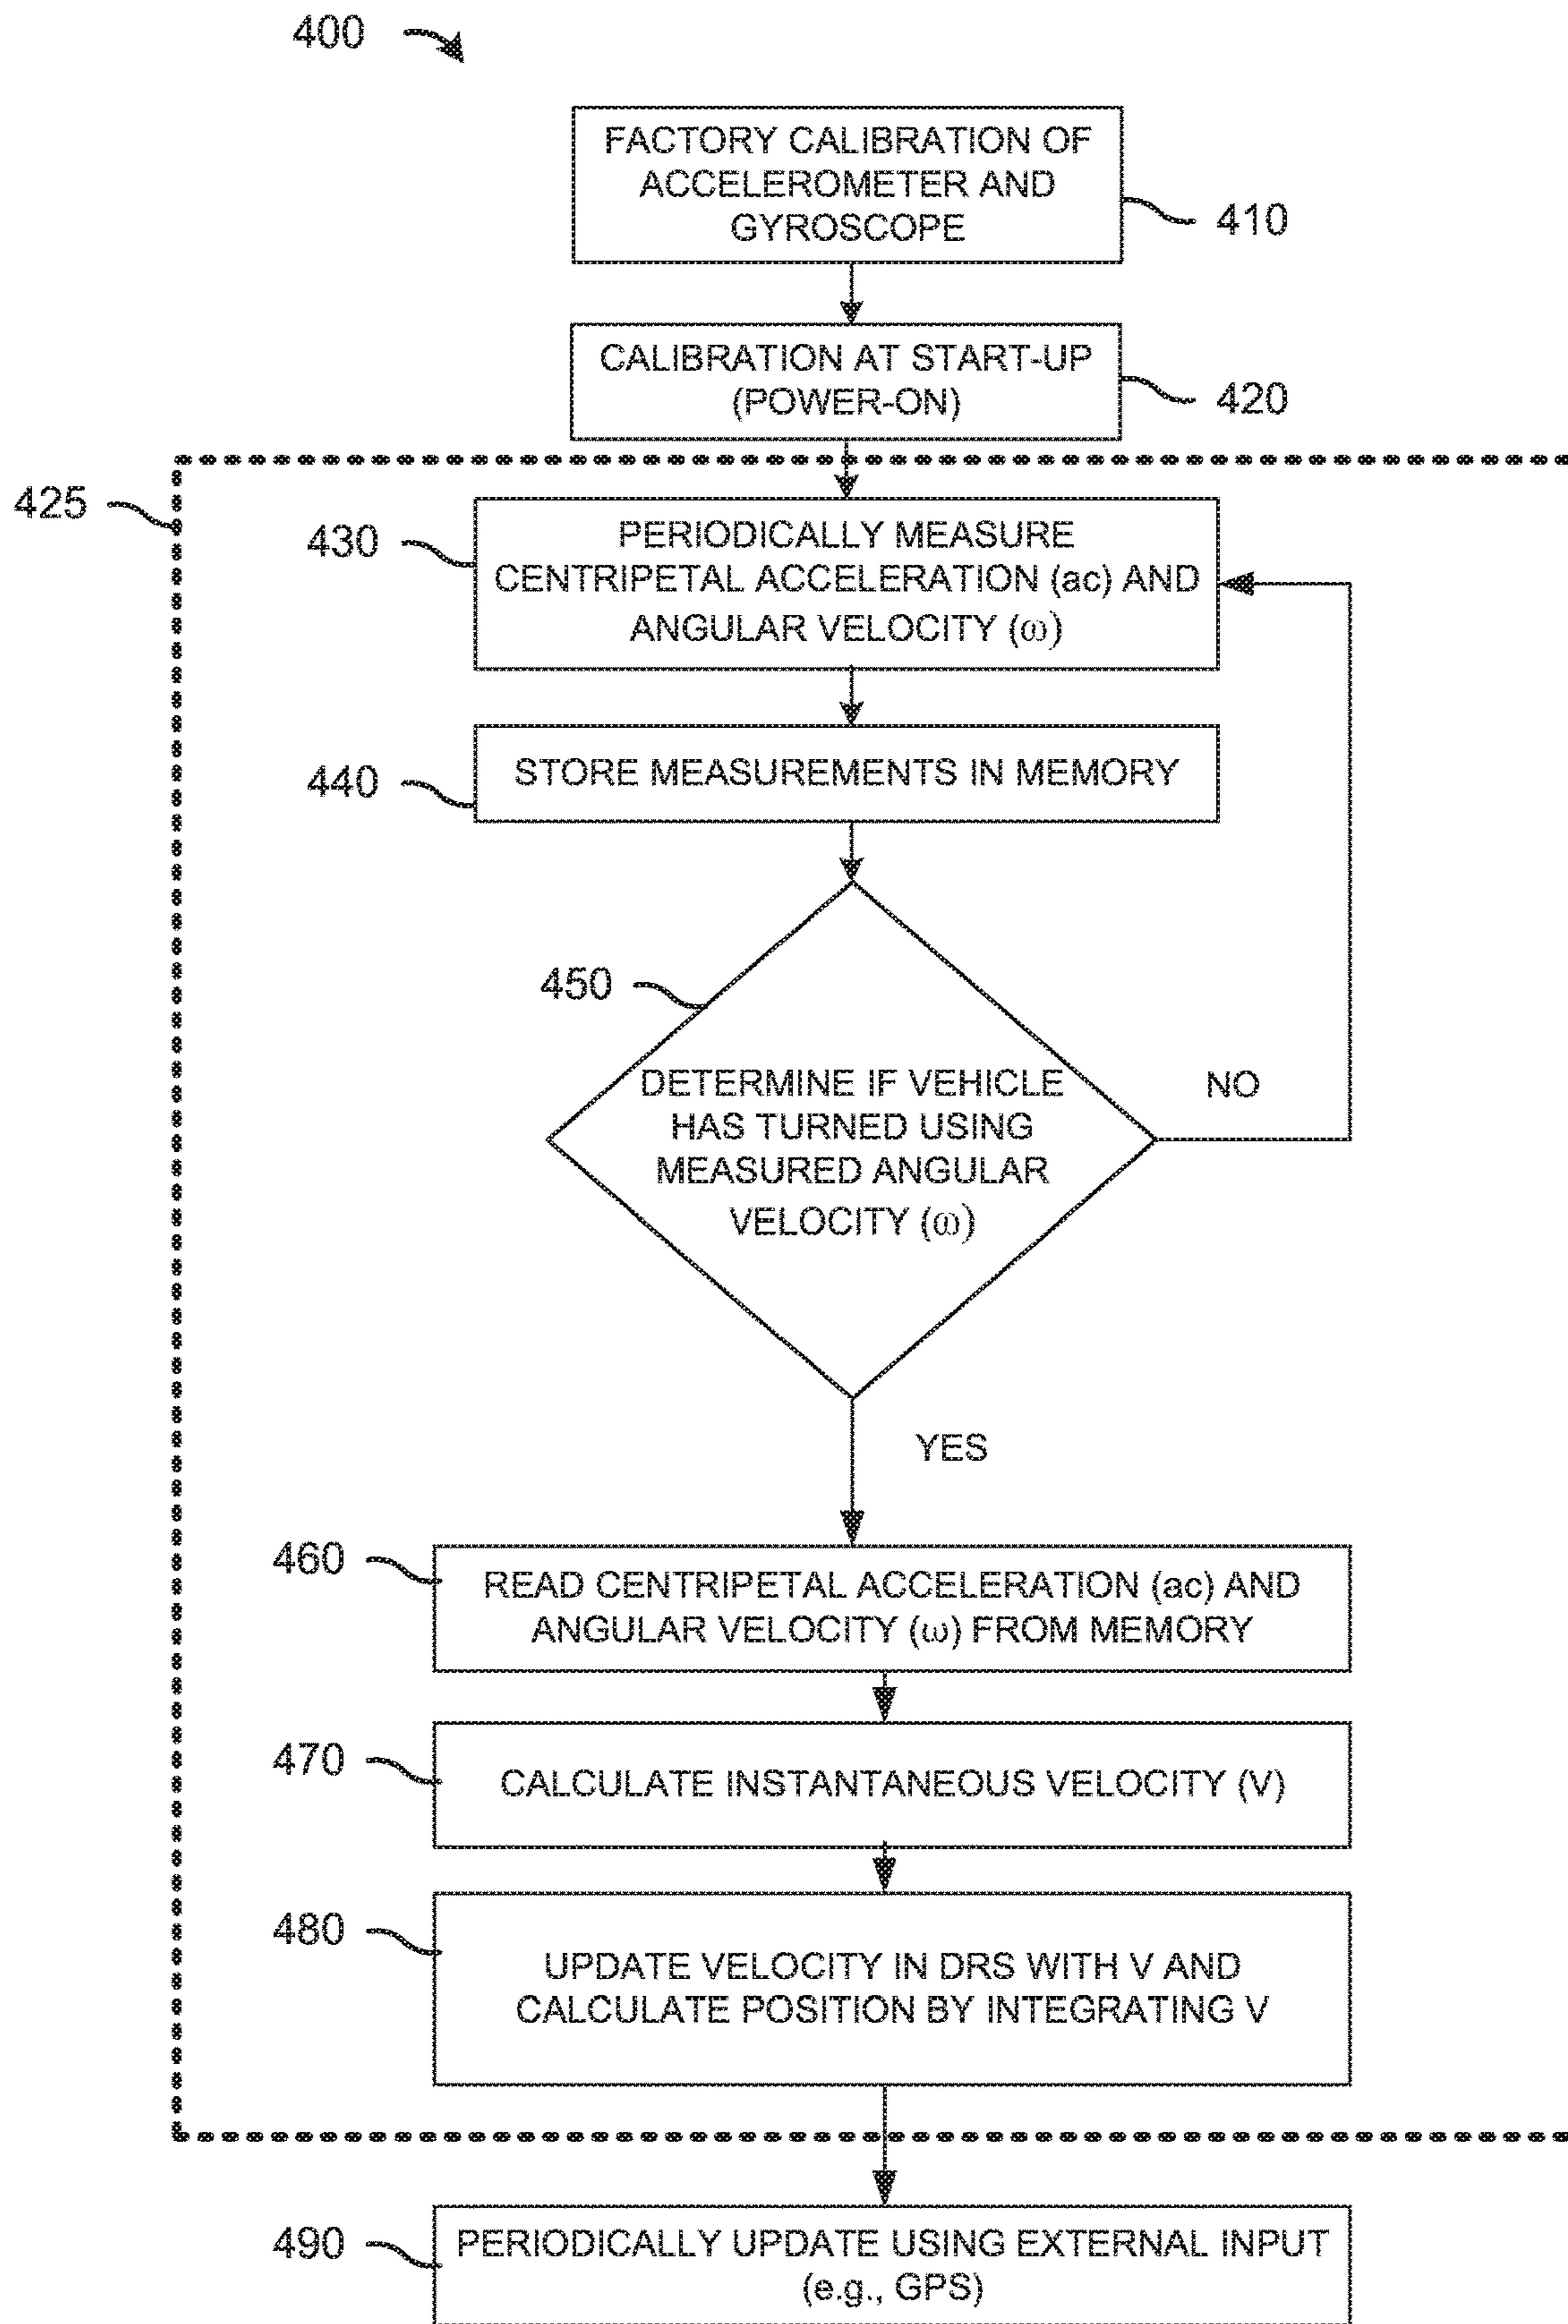 400
FACTORY CALIBRATION OF
ACCELEROMETER AND
GYROSCOPE
410
CALIBRATION AT START-UP
(POWER-ON)
420
425
430
PERIODICALLY MEASURE
CENTRIPETAL ACCELERATION (ac) AND
ANGULAR VELOCITY (ω)
440
STORE MEASUREMENTS IN MEMORY
450
DETERMINE IF VEHICLE
HAS TURNED USING
MEASURED ANGULAR
VELOCITY (ω)
NO
YES
460
READ CENTRIPETAL ACCELERATION (ac) AND
ANGULAR VELOCITY (ω) FROM MEMORY
470
CALCULATE INSTANTANEOUS VELOCITY (V)
480
UPDATE VELOCITY IN DRS WITH V AND
CALCULATE POSITION BY INTEGRATING V
490
PERIODICALLY UPDATE USING EXTERNAL INPUT
(e.g., GPS)